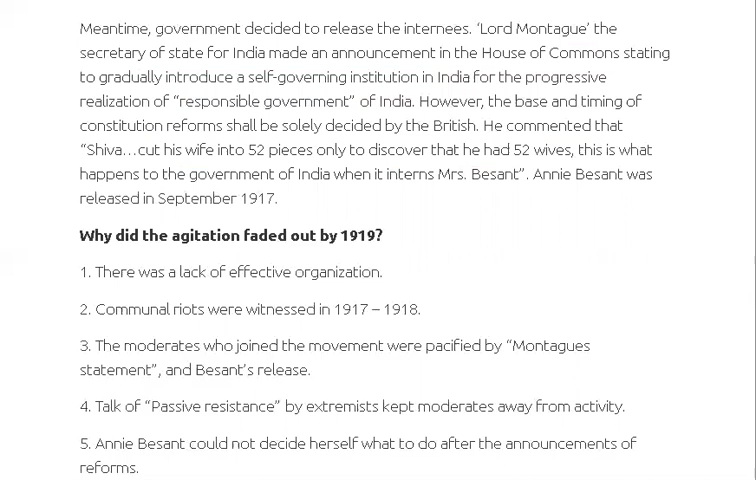 Meantime, government decided to release the internees. ‘Lord Montague’ the
secretary of state for India made an announcement in the House of Commons stating
to gradually introduce a self-governing institution in India for the progressive
realization of “responsible government” of India. However, the base and timing of
constitution reforms shall be solely decided by the British. He commented that
“Shiva…cut his wife into 52 pieces only to discover that he had 52 wives, this is what
happens to the government of India when it interns Mrs. Besant”. Annie Besant was
released in September 1917.
Why did the agitation faded out by 1919?
1. There was a lack of effective organization.
2. Communal riots were witnessed in 1917 – 1918.
3. The moderates who joined the movement were pacified by “Montagues
statement”, and Besant’s release.
4. Talk of “Passive resistance” by extremists kept moderates away from activity.
5. Annie Besant could not decide herself what to do after the announcements of
reforms.